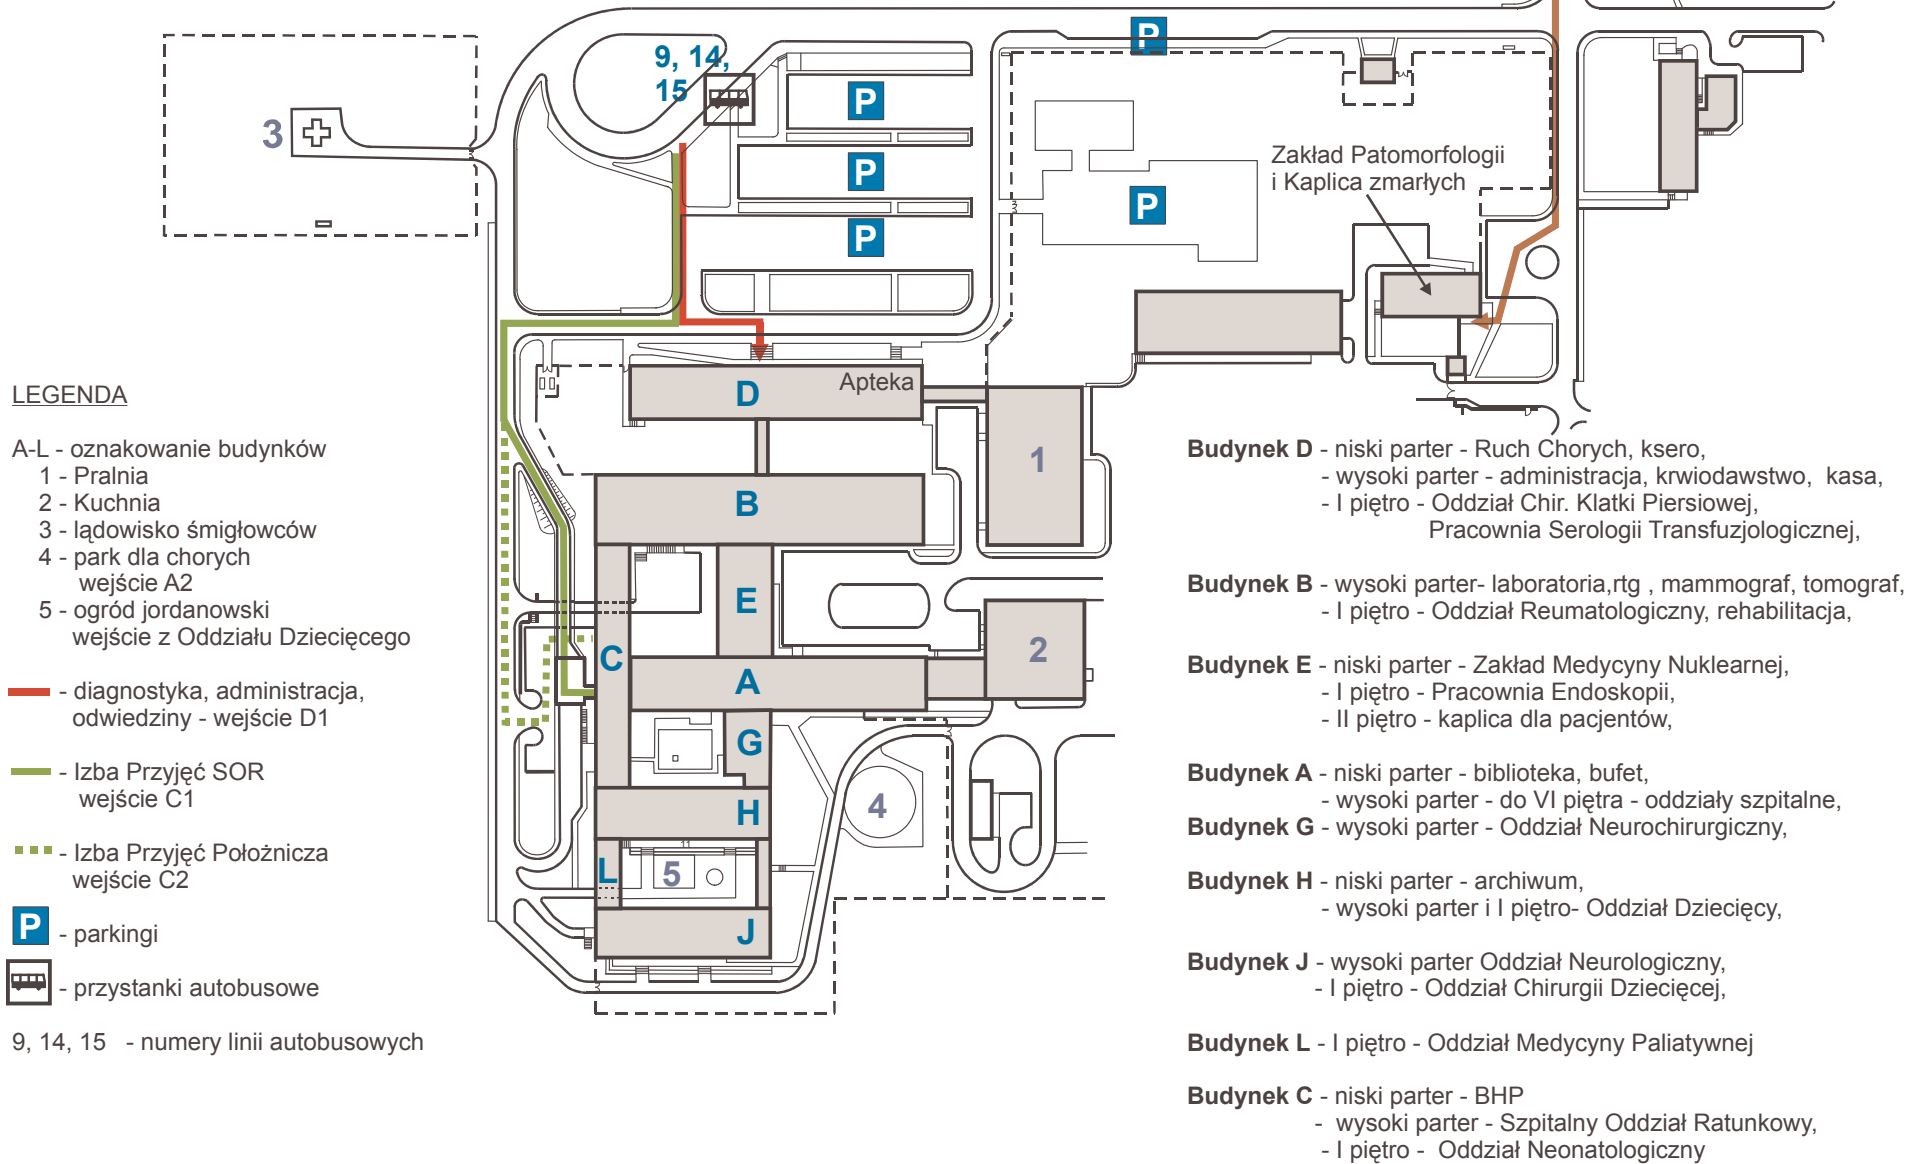 P
9, 14,
15
P
P
P
P
3
Zakład Patomorfologii
i Kaplica zmarłych
D
Apteka
1
B
E
C
A
2
G
H
4
L
11
5
J
LEGENDA
A-L - oznakowanie budynków
1 - Pralnia
2 - Kuchnia
3 - lądowisko śmigłowców
4 - park dla chorych
wejście A2
5 - ogród jordanowski
wejście z Oddziału Dziecięcego
- diagnostyka, administracja,
odwiedziny - wejście D1
- Izba Przyjęć SOR
wejście C1
- Izba Przyjęć Położnicza
wejście C2
P - parkingi
- przystanki autobusowe
9, 14, 15 - numery linii autobusowych
Budynek D - niski parter - Ruch Chorych, ksero,
- wysoki parter - administracja, krwiodawstwo, kasa,
- I piętro - Oddział Chir. Klatki Piersiowej,
Pracownia Serologii Transfuzjologicznej,
Budynek B - wysoki parter- laboratoria,rtg , mammograf, tomograf,
- I piętro - Oddział Reumatologiczny, rehabilitacja,
Budynek E - niski parter - Zakład Medycyny Nuklearnej,
- I piętro - Pracownia Endoskopii,
- II piętro - kaplica dla pacjentów,
Budynek A - niski parter - biblioteka, bufet,
- wysoki parter - do VI piętra - oddziały szpitalne,
Budynek G - wysoki parter - Oddział Neurochirurgiczny,
Budynek H - niski parter - archiwum,
- wysoki parter i I piętro- Oddział Dziecięcy,
Budynek J - wysoki parter Oddział Neurologiczny,
- I piętro - Oddział Chirurgii Dziecięcej,
Budynek L - I piętro - Oddział Medycyny Paliatywnej
Budynek C - niski parter - BHP
- wysoki parter - Szpitalny Oddział Ratunkowy,
- I piętro - Oddział Neonatologiczny